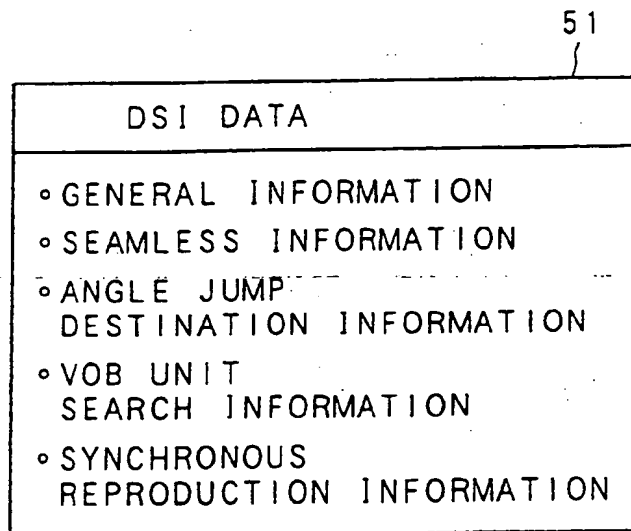 51
DSI DATA
∘GENERAL INFORMATION
∘SEAMLESS INFORMATION
∘ANGLE JUMP
DESTINATION INFORMATION
∘VOB UNIT
SEARCH INFORMATION
∘SYNCHRONOUS
REPRODUCTION INFORMATION